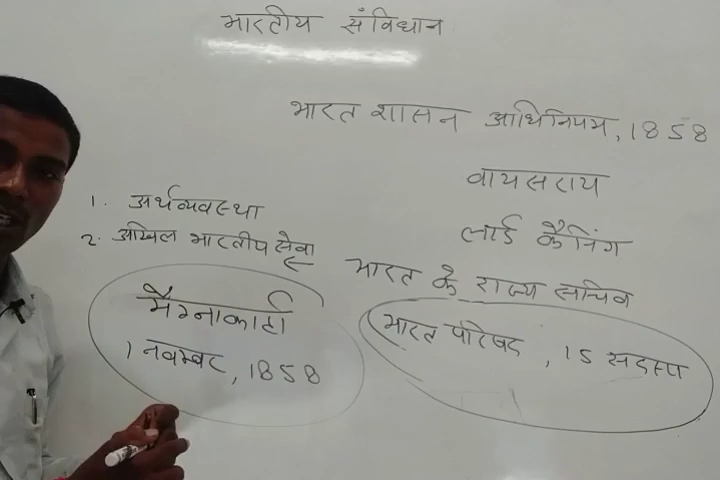 भारतीय संविधान
भारत शासन अधिनियम, 1858
वायसराय
लार्ड कैनिंग
भारत के राज्य सचिव
भारत परिषद, 15 सदस्य
1. अर्थव्यवस्था
2. अखिल भारतीय सेवा
मैग्नाकार्टा
1 नवम्बर, 1858